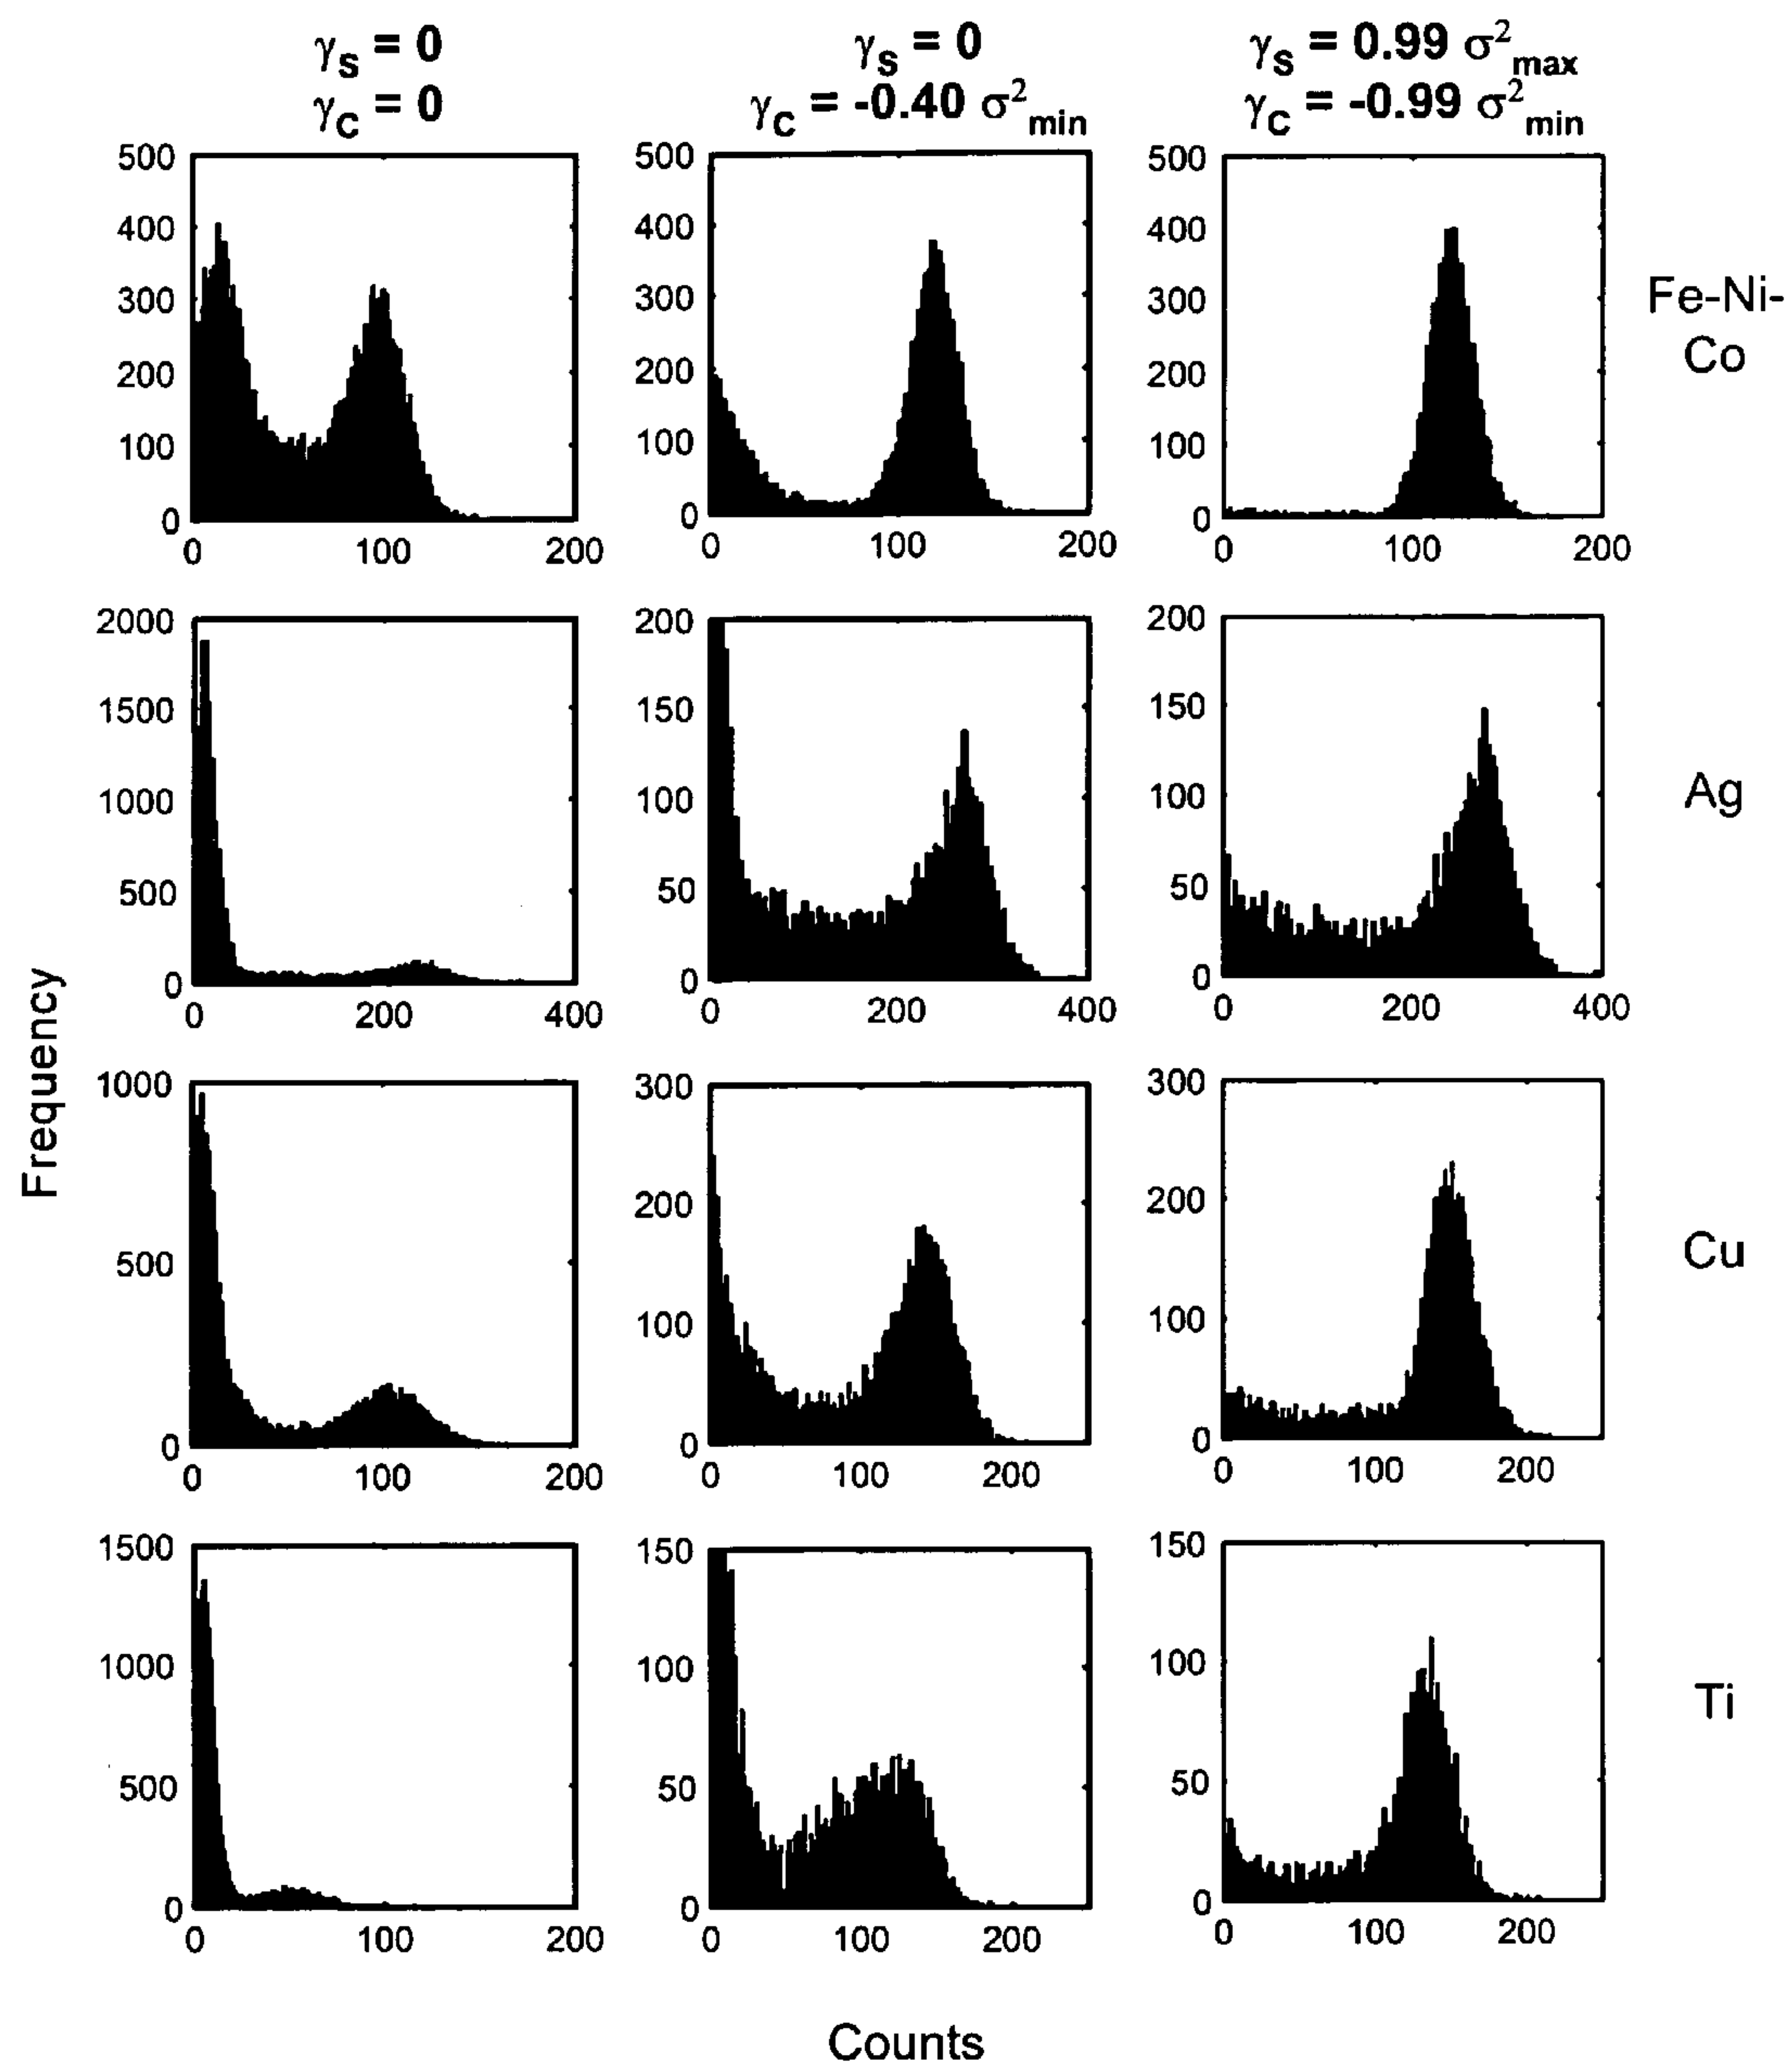 γS = 0 γS = 0 γS = 0.99 σ²max
γC = 0 γC = -0.40 σ²min γC = -0.99 σ²min
500 500 500
400 400 400
300 300 300
200 200 200
100 100 100
0 0 0
0 100 200 0 100 200 0 100 200
Fe-Ni-
Co
2000 200 200
1500 150 150
1000 100 100
500 50 50
0 0 0
0 200 400 0 200 400 0 200 400
Ag
Frequency
1000 300 300
500 200 200
0 100 100
0 0
0 100 200 0 100 200 0 100 200
Cu
1500 150 150
1000 100 100
500 50 50
0 0 0
0 100 200 0 100 200 0 100 200
Ti
Counts